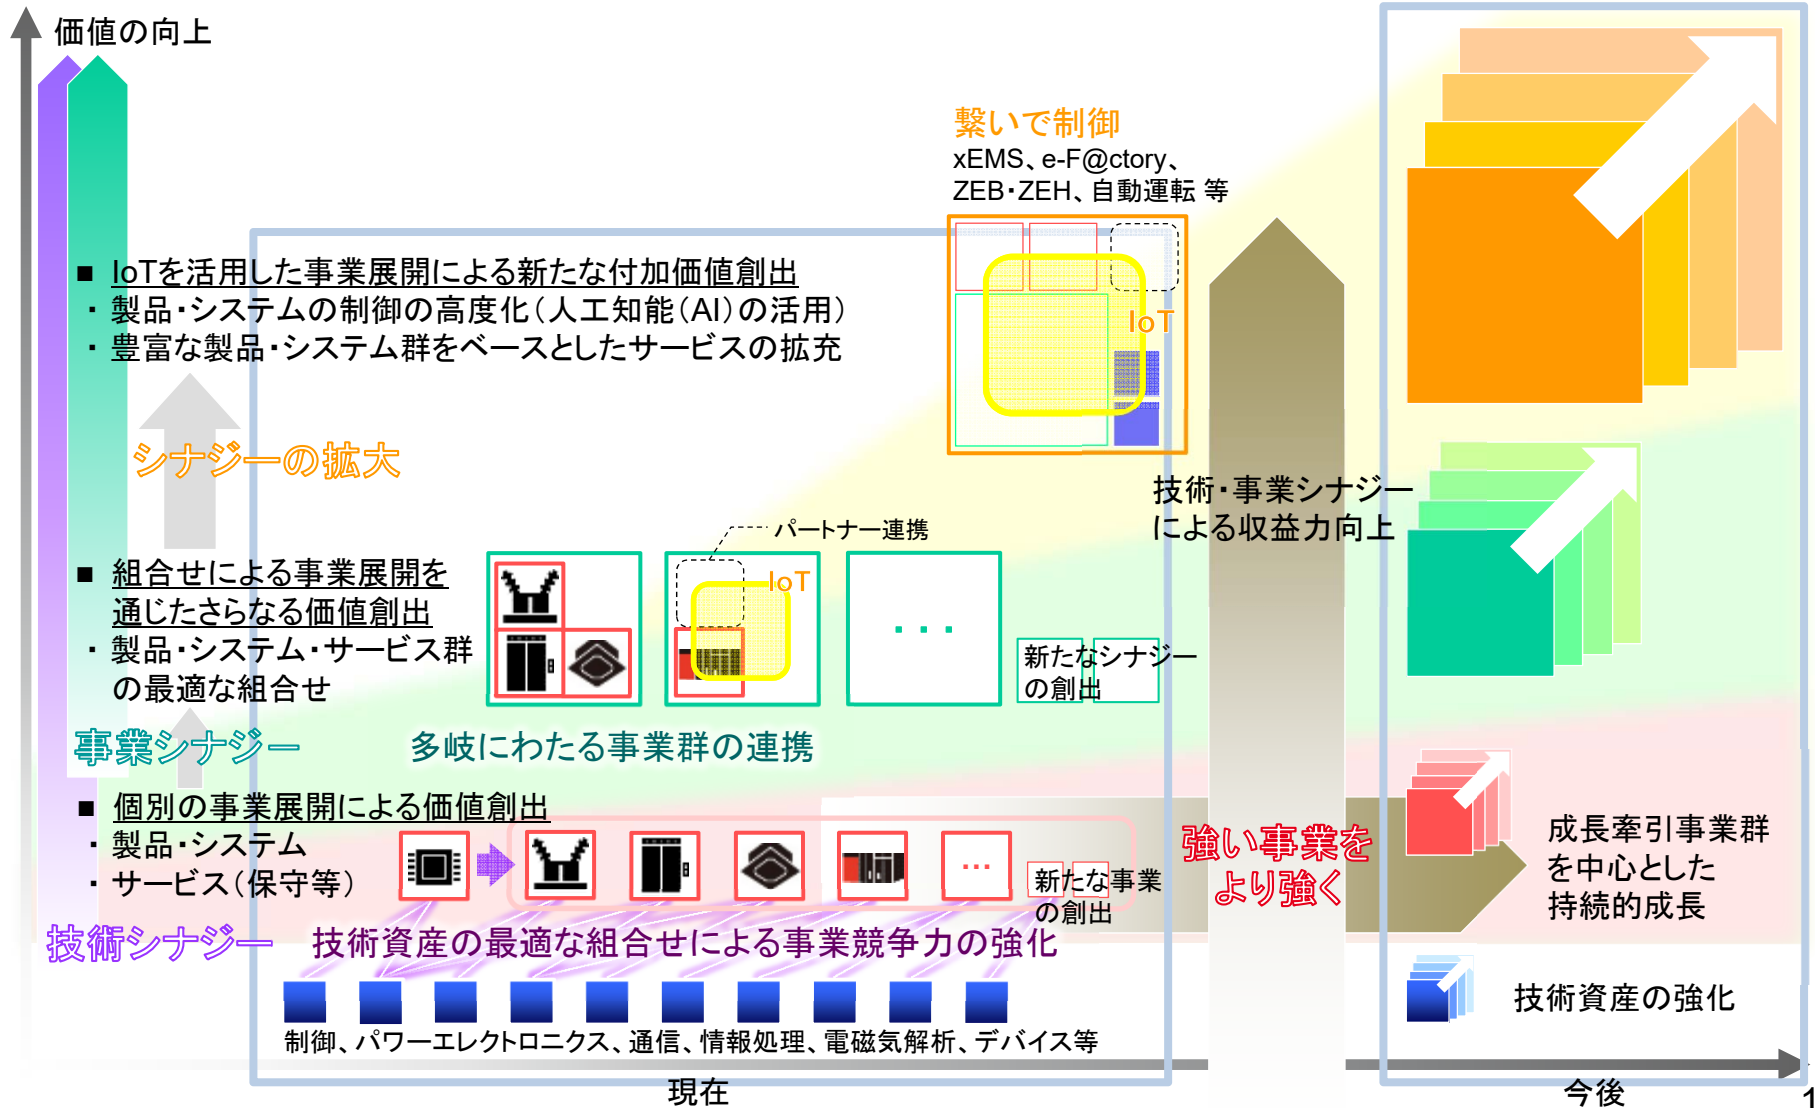 価値の向上
繋いで制御
xEMS、e-F@ctory、
ZEB・ZEH、自動運転 等
IoT
■ IoTを活用した事業展開による新たな付加価値創出
・ 製品・システムの制御の高度化（人工知能（AI）の活用）
・ 豊富な製品・システム群をベースとしたサービスの拡充
シナジーの拡大
技術・事業シナジー
による収益力向上
パートナー連携
IoT
■ 組合せによる事業展開を
通じたさらなる価値創出
・ 製品・システム・サービス群
の最適な組合せ
・・・
新たなシナジー
の創出
事業シナジー
多岐にわたる事業群の連携
■ 個別の事業展開による価値創出
・ 製品・システム
・ サービス（保守等）
…
新たな事業
の創出
強い事業を
より強く
成長牽引事業群
を中心とした
持続的成長
技術シナジー
技術資産の最適な組合せによる事業競争力の強化
制御、パワーエレクトロニクス、通信、情報処理、電磁気解析、デバイス等
技術資産の強化
現在
今後